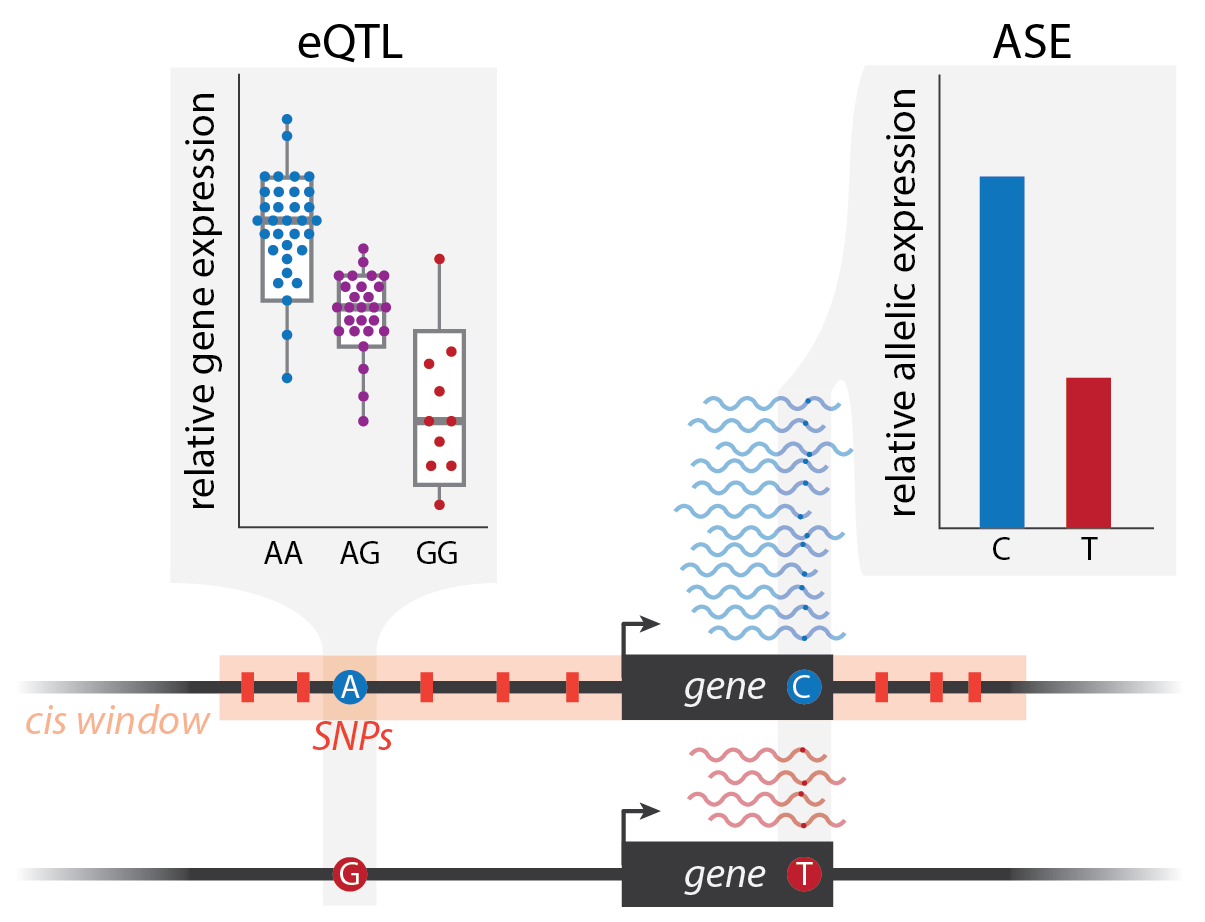 eQTL
relative gene expression
AA AG GG
ASE
relative allelic expression
C T
A
gene C
cis window
SNPs
G
gene T